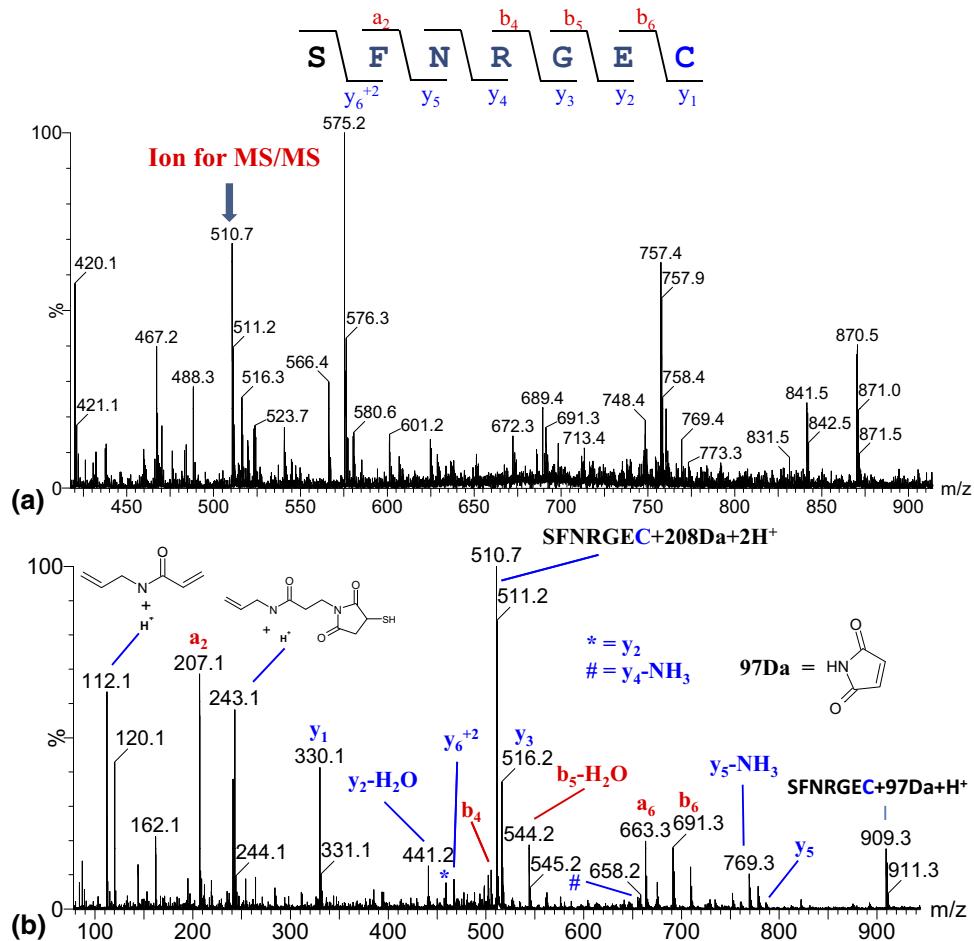 a2 b4 b5 b6
S F N R G E C
y6+2 y5 y4 y3 y2 y1
575.2
100
Ion for MS/MS
510.7
420.1
757.4
757.9
%
467.2
511.2
576.3
870.5
488.3
516.3
566.4
758.4
841.5
871.0
421.1
523.7
580.6
601.2
672.3
689.4
691.3
713.4
748.4
769.4
773.3
831.5
842.5
871.5
0
(a)
450 500 550 600 650 700 750 800 850 900
m/z
SFNRGEC+208Da+2H+
510.7
100
511.2
O
N
+
H+
O
N
+ H+
O
N
O
SH
a2
207.1
* = y2
# = y4-NH3
97Da =
O
HN
O
112.1
243.1
%
120.1
y1
330.1
y6+2
y3
516.2
y2-H2O
b5-H2O
y5-NH3
SFNRGEC+97Da+H+
b4
a6
663.3
b6
691.3
162.1
244.1
331.1
441.2
*
544.2
545.2
658.2
#
769.3
y5
909.3
911.3
0
(b)
100 200 300 400 500 600 700 800 900
m/z